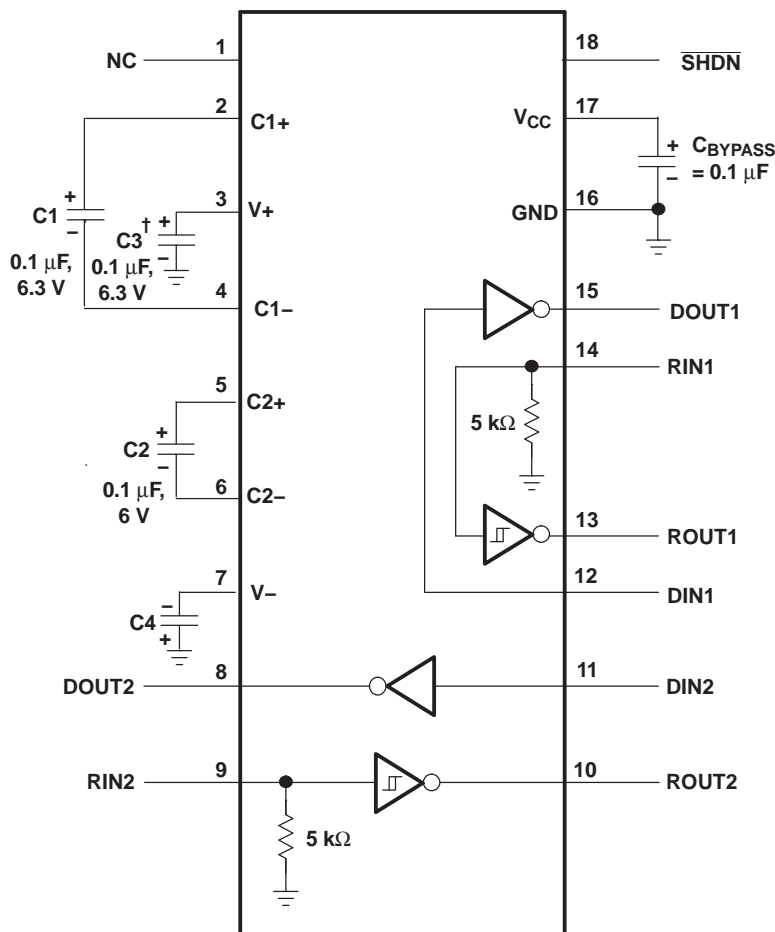 1
NC
18
SHDN
2
C1+
17
VCC
+
CBYPASS
= 0.1 μF
−
+
C1
−
0.1 μF,
6.3 V
3
V+
† +
C3
−
0.1 μF,
6.3 V
16
GND
4
C1−
15
DOUT1
14
RIN1
5
C2+
5 kΩ
+
C2
−
0.1 μF,
6 V
6
C2−
13
ROUT1
12
DIN1
7
V−
−
C4
+
8
DOUT2
11
DIN2
9
RIN2
10
ROUT2
5 kΩ